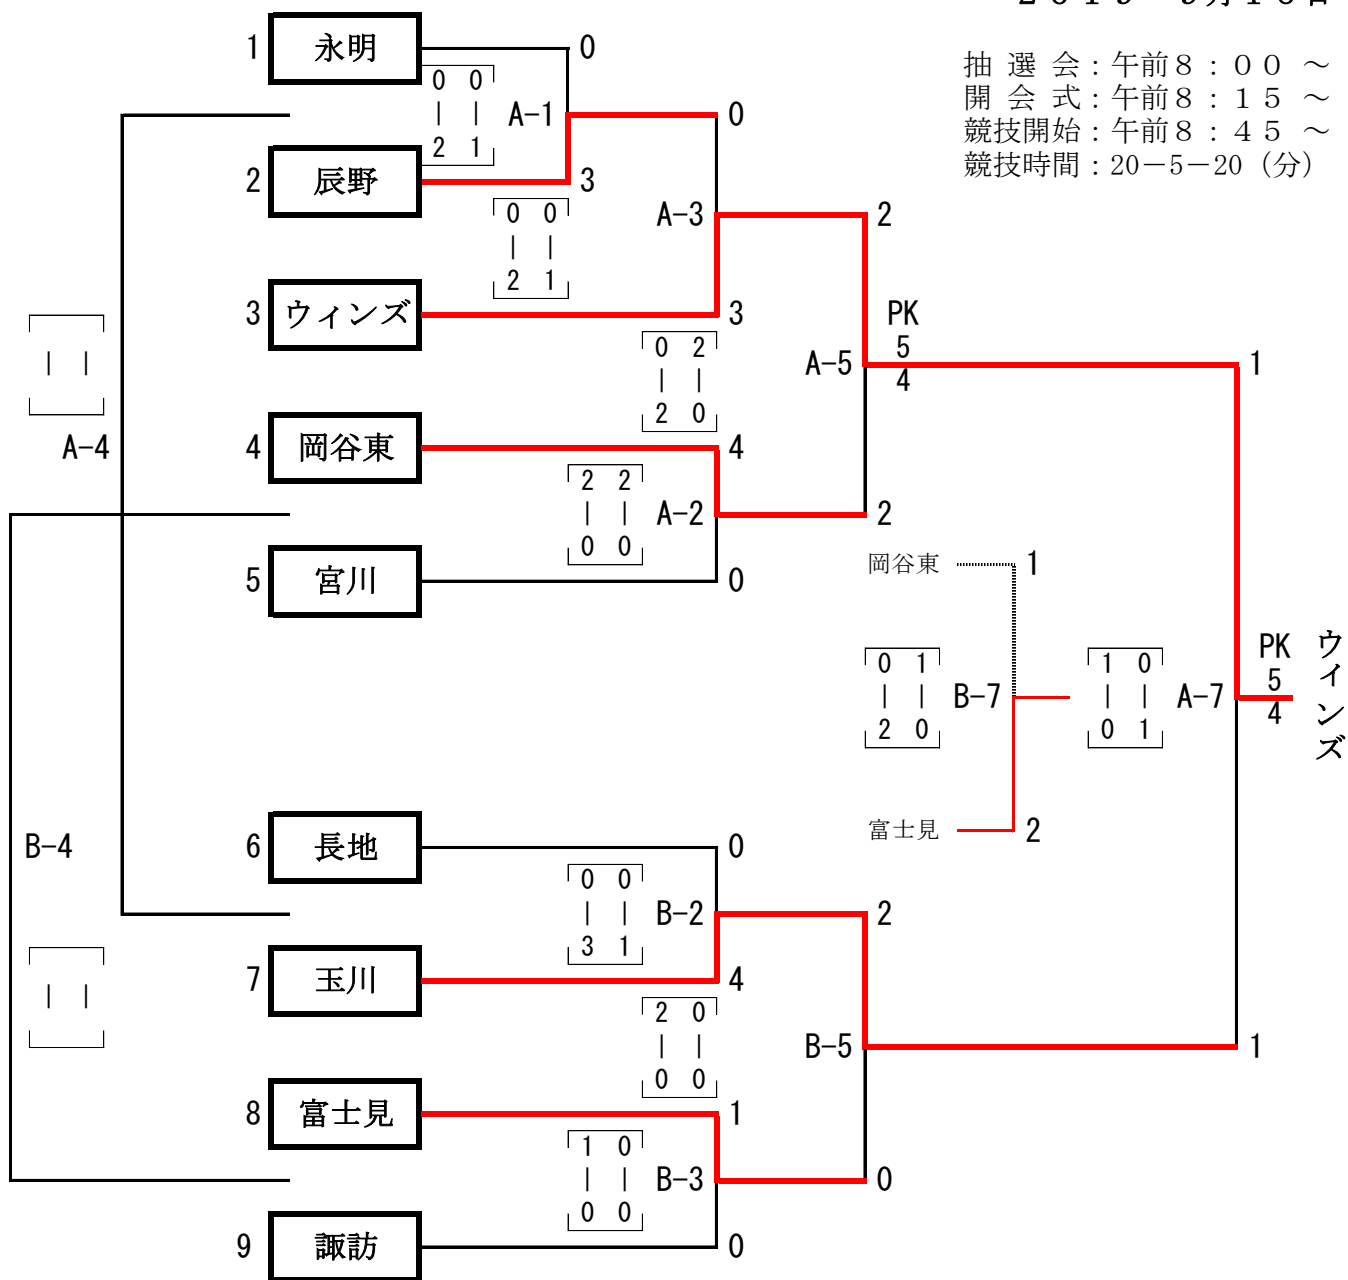 抽選会：午前８：００～
開会式：午前８：１５～
競技開始：午前８：４５～
競技時間：20－5－20（分）
1 永明 0
0 0
| |
2 1
A-1
0
2 辰野 3
0 0
| |
2 1
A-3
2
3 ウィンズ 3
PK
5
4
0 2
| |
2 0
A-5
1
| |
A-4
4 岡谷東 4
2 2
| |
0 0
A-2
2
5 宮川 0
岡谷東 1
0 1
| |
2 0
B-7
1 0
| |
0 1
A-7
PK
5
4
ウィンズ
富士見 2
B-4
6 長地 0
0 0
| |
3 1
B-2
2
7 玉川 4
| |
2 0
| |
0 0
B-5
1
8 富士見 1
1 0
| |
0 0
B-3
0
9 諏訪 0